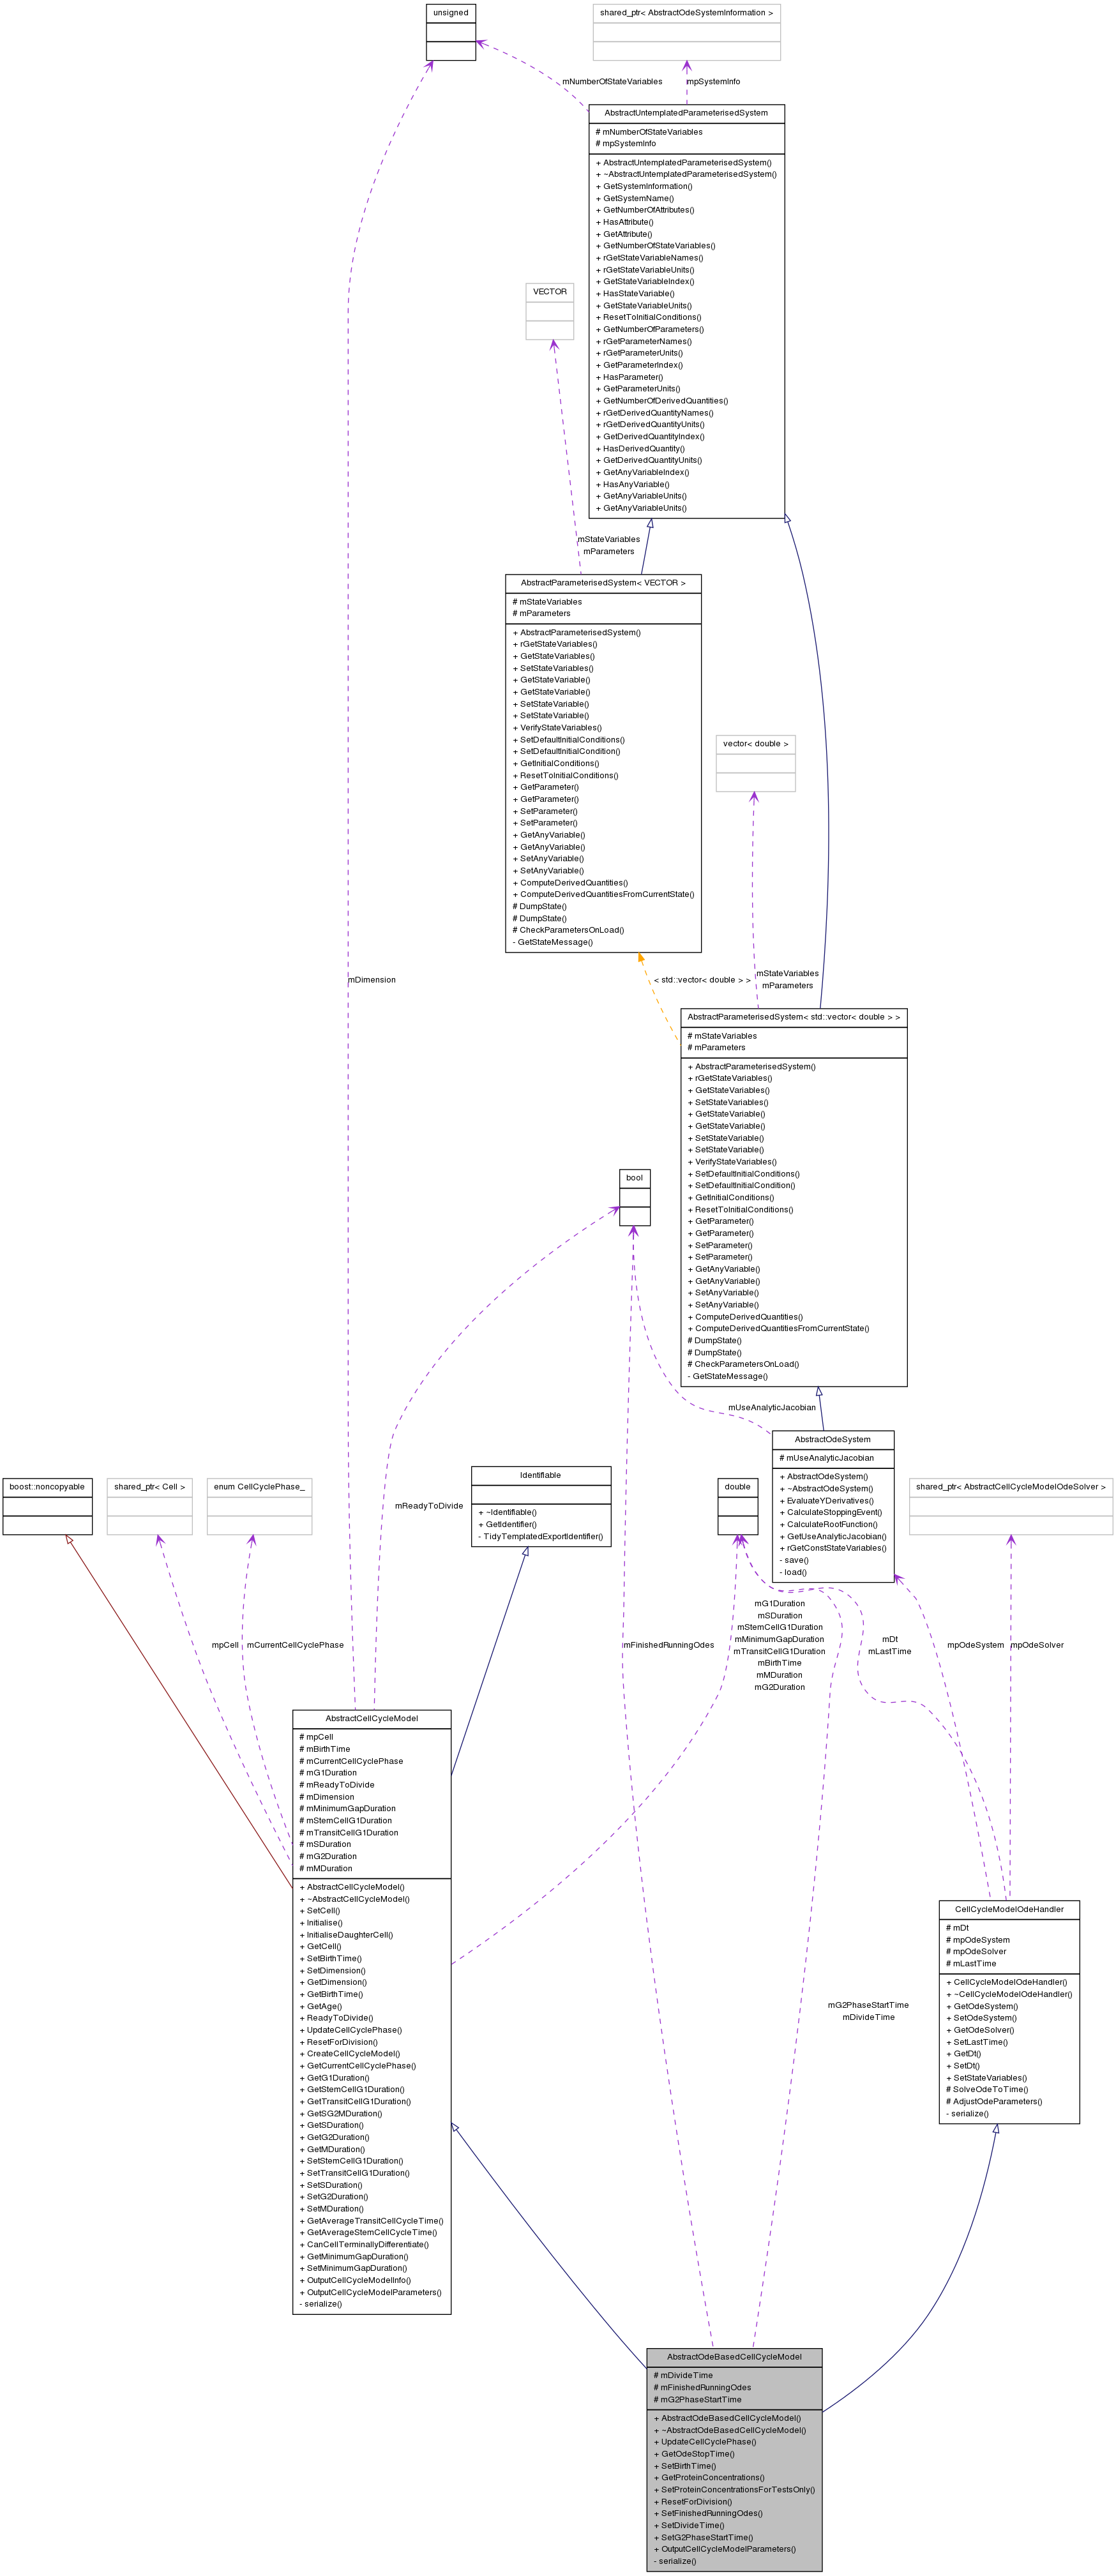 unsigned
shared_ptr< AbstractOdeSystemInformation >
mNumberOfStateVariables
mpSystemInfo
AbstractUntemplatedParameterisedSystem
# mNumberOfStateVariables
# mpSystemInfo
+ AbstractUntemplatedParameterisedSystem()
+ ~AbstractUntemplatedParameterisedSystem()
+ GetSystemInformation()
+ GetSystemName()
+ GetNumberOfAttributes()
+ HasAttribute()
+ GetAttribute()
+ GetNumberOfStateVariables()
+ rGetStateVariableNames()
+ rGetStateVariableUnits()
+ GetStateVariableIndex()
+ HasStateVariable()
+ GetStateVariableUnits()
+ ResetToInitialConditions()
+ GetNumberOfParameters()
+ rGetParameterNames()
+ rGetParameterUnits()
+ GetParameterIndex()
+ HasParameter()
+ GetParameterUnits()
+ GetNumberOfDerivedQuantities()
+ rGetDerivedQuantityNames()
+ rGetDerivedQuantityUnits()
+ GetDerivedQuantityIndex()
+ HasDerivedQuantity()
+ GetDerivedQuantityUnits()
+ GetAnyVariableIndex()
+ HasAnyVariable()
+ GetAnyVariableUnits()
+ GetAnyVariableUnits()
VECTOR
mStateVariables
mParameters
AbstractParameterisedSystem< VECTOR >
# mStateVariables
# mParameters
+ AbstractParameterisedSystem()
+ rGetStateVariables()
+ GetStateVariables()
+ SetStateVariables()
+ GetStateVariable()
+ GetStateVariable()
+ SetStateVariable()
+ SetStateVariable()
+ VerifyStateVariables()
+ SetDefaultInitialConditions()
+ SetDefaultInitialCondition()
+ GetInitialConditions()
+ ResetToInitialConditions()
+ GetParameter()
+ GetParameter()
+ SetParameter()
+ SetParameter()
+ GetAnyVariable()
+ GetAnyVariable()
+ SetAnyVariable()
+ SetAnyVariable()
+ ComputeDerivedQuantities()
+ ComputeDerivedQuantitiesFromCurrentState()
# DumpState()
# DumpState()
# CheckParametersOnLoad()
- GetStateMessage()
vector< double >
mDimension
< std::vector< double > >
mStateVariables
mParameters
AbstractParameterisedSystem< std::vector< double > >
# mStateVariables
# mParameters
+ AbstractParameterisedSystem()
+ rGetStateVariables()
+ GetStateVariables()
+ SetStateVariables()
+ GetStateVariable()
+ GetStateVariable()
+ SetStateVariable()
+ SetStateVariable()
+ VerifyStateVariables()
+ SetDefaultInitialConditions()
+ SetDefaultInitialCondition()
+ GetInitialConditions()
+ ResetToInitialConditions()
+ GetParameter()
+ GetParameter()
+ SetParameter()
+ SetParameter()
+ GetAnyVariable()
+ GetAnyVariable()
+ SetAnyVariable()
+ SetAnyVariable()
+ ComputeDerivedQuantities()
+ ComputeDerivedQuantitiesFromCurrentState()
# DumpState()
# DumpState()
# CheckParametersOnLoad()
- GetStateMessage()
bool
mUseAnalyticJacobian
AbstractOdeSystem
# mUseAnalyticJacobian
+ AbstractOdeSystem()
+ ~AbstractOdeSystem()
+ EvaluateYDerivatives()
+ CalculateStoppingEvent()
+ CalculateRootFunction()
+ GetUseAnalyticJacobian()
+ rGetConstStateVariables()
- save()
- load()
boost::noncopyable
shared_ptr< Cell >
enum CellCyclePhase_
mReadyToDivide
Identifiable
+ ~Identifiable()
+ GetIdentifier()
- TidyTemplatedExportIdentifier()
double
shared_ptr< AbstractCellCycleModelOdeSolver >
mpCell
mCurrentCellCyclePhase
mFinishedRunningOdes
mG1Duration
mSDuration
mStemCellG1Duration
mMinimumGapDuration
mTransitCellG1Duration
mBirthTime
mMDuration
mG2Duration
mDt
mLastTime
mpOdeSystem
mpOdeSolver
AbstractCellCycleModel
# mpCell
# mBirthTime
# mCurrentCellCyclePhase
# mG1Duration
# mReadyToDivide
# mDimension
# mMinimumGapDuration
# mStemCellG1Duration
# mTransitCellG1Duration
# mSDuration
# mG2Duration
# mMDuration
+ AbstractCellCycleModel()
+ ~AbstractCellCycleModel()
+ SetCell()
+ Initialise()
+ InitialiseDaughterCell()
+ GetCell()
+ SetBirthTime()
+ SetDimension()
+ GetDimension()
+ GetBirthTime()
+ GetAge()
+ ReadyToDivide()
+ UpdateCellCyclePhase()
+ ResetForDivision()
+ CreateCellCycleModel()
+ GetCurrentCellCyclePhase()
+ GetG1Duration()
+ GetStemCellG1Duration()
+ GetTransitCellG1Duration()
+ GetSG2MDuration()
+ GetSDuration()
+ GetG2Duration()
+ GetMDuration()
+ SetStemCellG1Duration()
+ SetTransitCellG1Duration()
+ SetSDuration()
+ SetG2Duration()
+ SetMDuration()
+ GetAverageTransitCellCycleTime()
+ GetAverageStemCellCycleTime()
+ CanCellTerminallyDifferentiate()
+ GetMinimumGapDuration()
+ SetMinimumGapDuration()
+ OutputCellCycleModelInfo()
+ OutputCellCycleModelParameters()
- serialize()
mG2PhaseStartTime
mDivideTime
CellCycleModelOdeHandler
# mDt
# mpOdeSystem
# mpOdeSolver
# mLastTime
+ CellCycleModelOdeHandler()
+ ~CellCycleModelOdeHandler()
+ GetOdeSystem()
+ SetOdeSystem()
+ GetOdeSolver()
+ SetLastTime()
+ GetDt()
+ SetDt()
+ SetStateVariables()
# SolveOdeToTime()
# AdjustOdeParameters()
- serialize()
AbstractOdeBasedCellCycleModel
# mDivideTime
# mFinishedRunningOdes
# mG2PhaseStartTime
+ AbstractOdeBasedCellCycleModel()
+ ~AbstractOdeBasedCellCycleModel()
+ UpdateCellCyclePhase()
+ GetOdeStopTime()
+ SetBirthTime()
+ GetProteinConcentrations()
+ SetProteinConcentrationsForTestsOnly()
+ ResetForDivision()
+ SetFinishedRunningOdes()
+ SetDivideTime()
+ SetG2PhaseStartTime()
+ OutputCellCycleModelParameters()
- serialize()